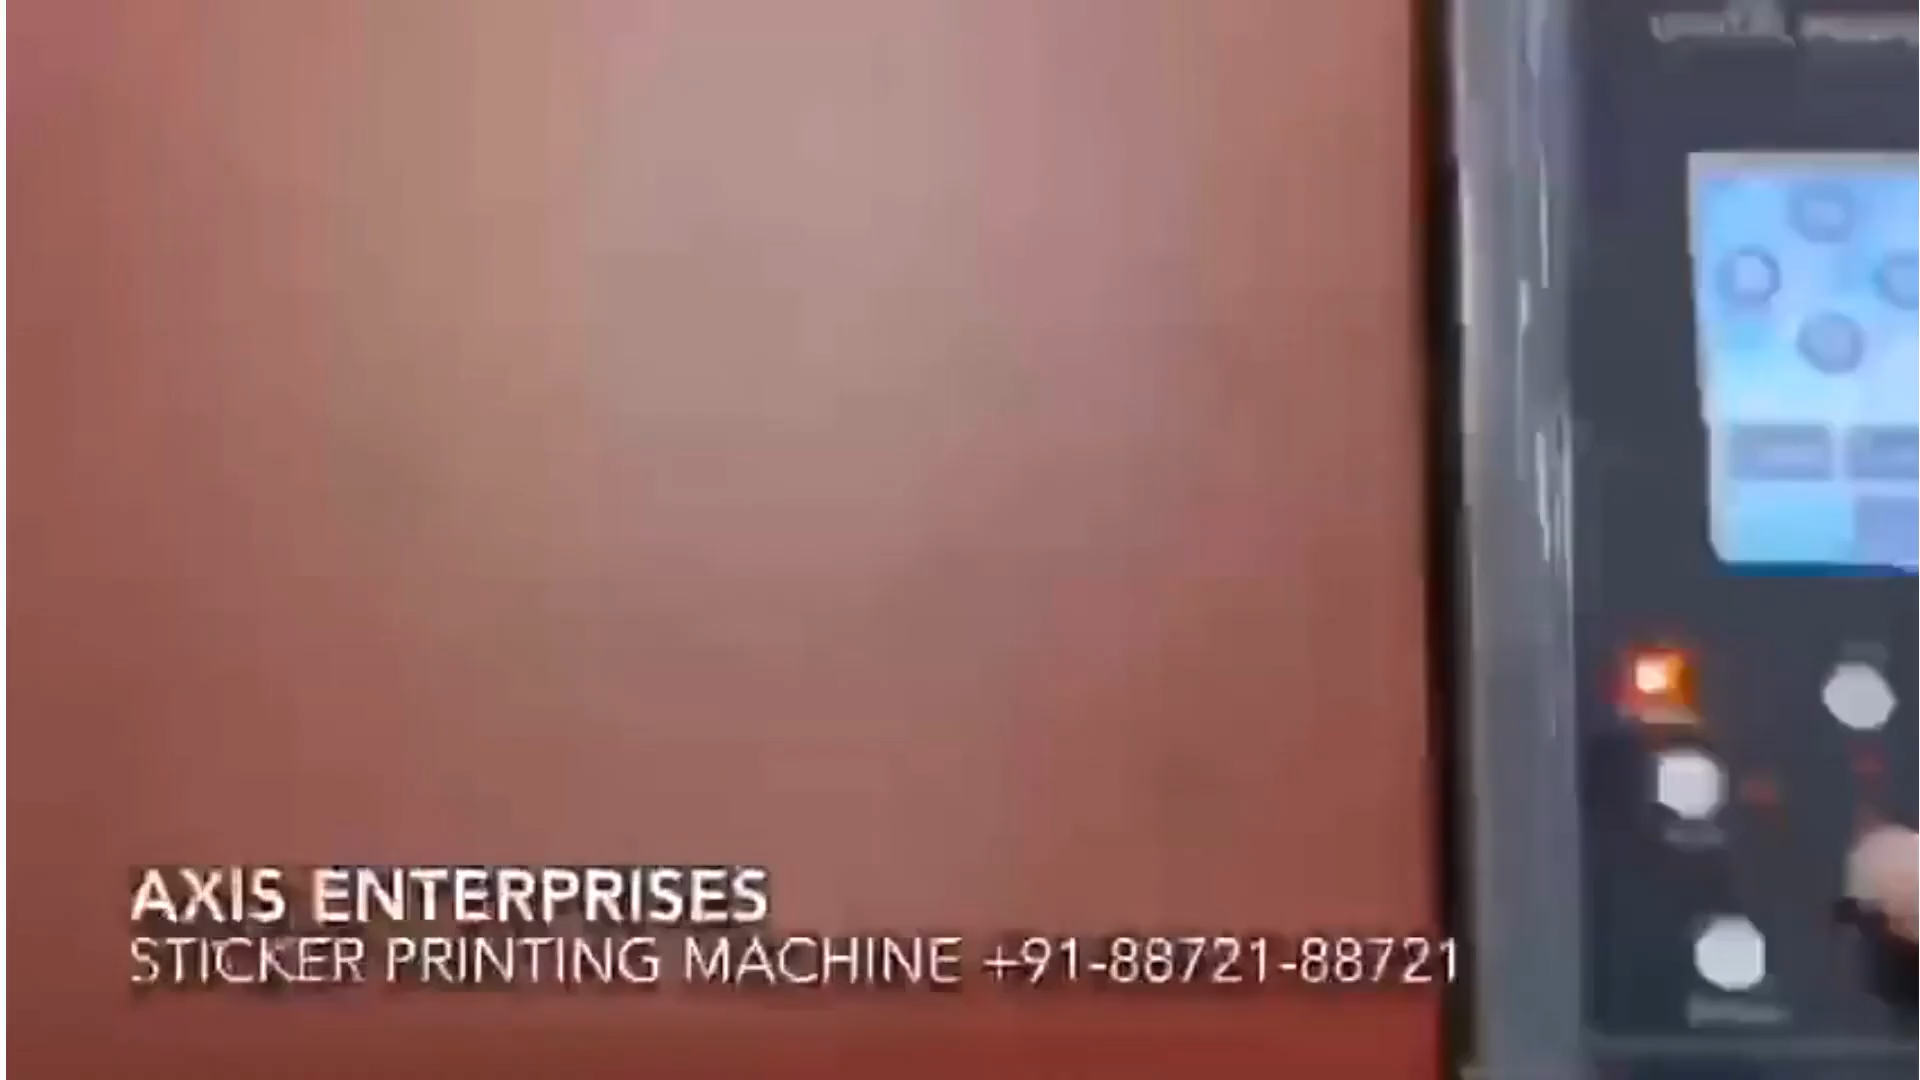 AXIS ENTERPRISES
STICKER PRINTING MACHINE +91-88721-88721